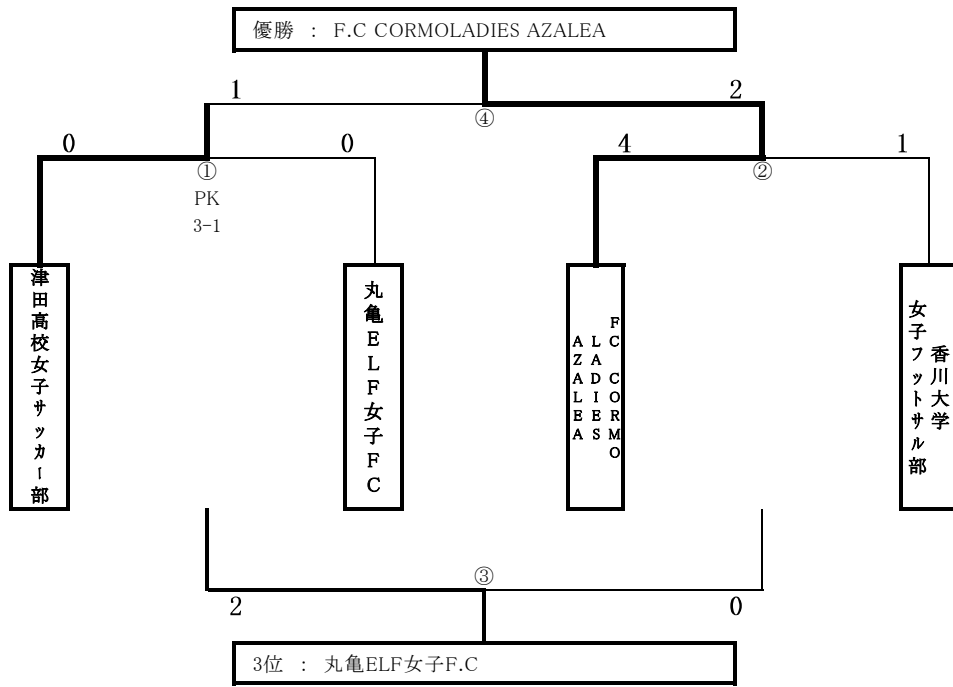 優勝 : F.C CORMOLADIES AZALEA
1
2
④
0
0
4
1
①
②
PK
3-1
津田高校女子サッカー部
丸亀ELF女子FC
FC CORMO
LADIES
AZALEA
香川大学
女子フットサル部
③
2
0
3位 : 丸亀ELF女子F.C